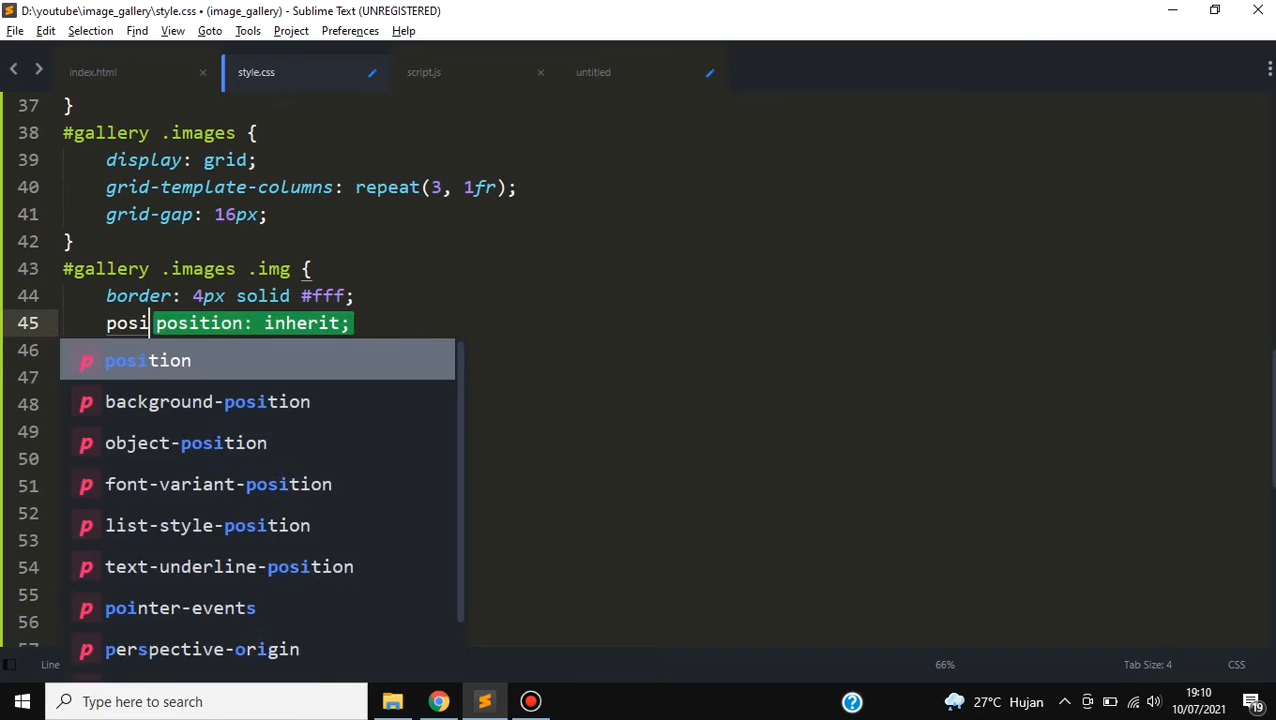 D:\youtube\image_gallery\style.css • (image_gallery) - Sublime Text (UNREGISTERED)
File Edit Selection Find View Goto Tools Project Preferences Help
index.html style.css script.js untitled
37 }
38 #gallery .images {
39 display: grid;
40 grid-template-columns: repeat(3, 1fr);
41 grid-gap: 16px;
42 }
43 #gallery .images .img {
44 border: 4px solid #fff;
45 posi position: inherit;
46 p position
47
48 p background-position
49 p object-position
50
51 p font-variant-position
52 p list-style-position
53
54 p text-underline-position
55
56 p pointer-events
57 p perspective-origin
Line 66% Tab Size: 4 CSS
Type here to search 27°C Hujan 19:10
10/07/2021 19